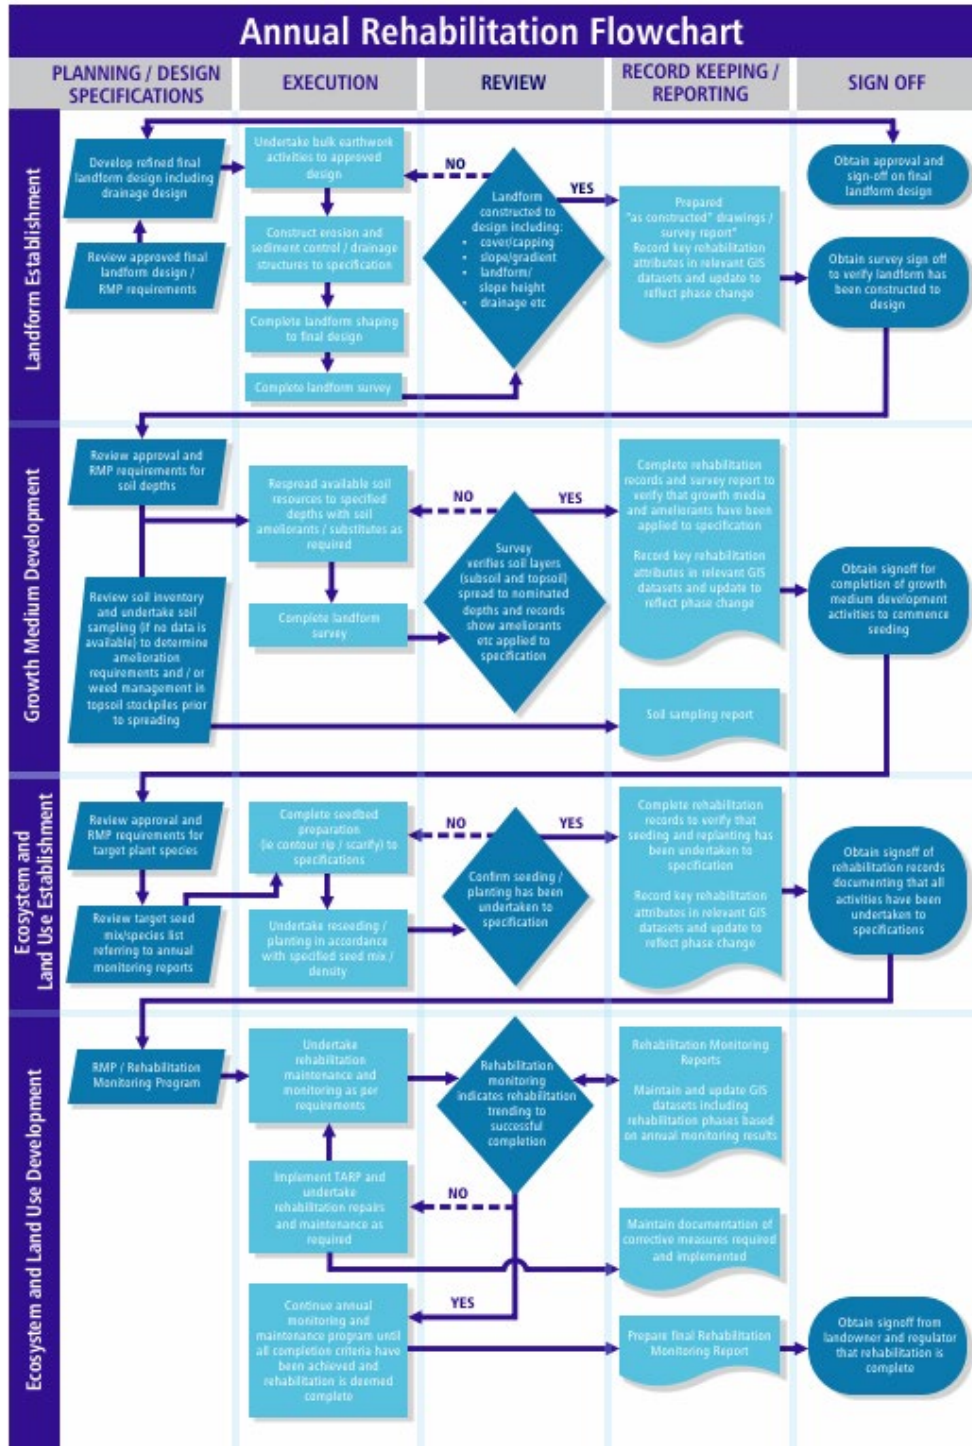 Annual Rehabilitation Flowchart
PLANNING / DESIGN
SPECIFICATIONS
EXECUTION
REVIEW
RECORD KEEPING /
REPORTING
SIGN OFF
Landform Establishment
Develop refined final
landform design including
drainage design
Review approved final
landform design /
RMP requirements
Undertake bulk earthwork
activities to approved
design
Construct erosion and
sediment control / drainage
structures to specification
Complete landform shaping
to final design
Complete landform survey
NO
YES
Landform
constructed to
design including:
• cover/capping
• slope/gradient
• landform/
slope height
• drainage etc
Prepared
"as constructed" drawings /
survey report"
Record key rehabilitation
attributes in relevant GIS
datasets and update to
reflect phase change
Obtain approval and
sign-off on final
landform design
Obtain survey sign off
to verify landform has
been constructed to
design
Growth Medium Development
Review approval and
RMP requirements for
soil depths
Review soil inventory
and undertake soil
sampling (if no data is
available) to determine
amelioration
requirements and / or
weed management in
topsoil stockpiles prior
to spreading
Respread available soil
resources to specified
depths with soil
ameliorants / substitutes as
required
Complete landform
survey
NO
YES
Survey
verifies soil layers
(subsoil and topsoil)
spread to nominated
depths and records
show ameliorants
etc applied to
specification
Complete rehabilitation
records and survey report to
verify that growth media
and ameliorants have been
applied to specification
Record key rehabilitation
attributes in relevant GIS
datasets and update to
reflect phase change
Soil sampling report
Obtain signoff for
completion of growth
medium development
activities to commence
seeding
Ecosystem and
Land Use Establishment
Review approval and
RMP requirements for
target plant species
Review target seed
mix/species list
referring to annual
monitoring reports
Complete seedbed
preparation
(ie contour rip / scarify) to
specifications
Undertake reseeding /
planting in accordance
with specified seed mix /
density
NO
YES
Confirm seeding /
planting has been
undertaken to
specification
Complete rehabilitation
records to verify that
seeding and replanting has
been undertaken to
specification
Record key rehabilitation
attributes in relevant GIS
datasets and update to
reflect phase change
Obtain signoff of
rehabilitation records
documenting that all
activities have been
undertaken to
specifications
Ecosystem and Land Use Development
RMP / Rehabilitation
Monitoring Program
Undertake
rehabilitation
maintenance and
monitoring as per
requirements
Implement TARP and
undertake
rehabilitation repairs
and maintenance as
required
Continue annual
monitoring and
maintenance program until
all completion criteria have
been achieved and
rehabilitation is deemed
complete
Rehabilitation
monitoring
indicates rehabilitation
trending to
successful
completion
NO
YES
Rehabilitation Monitoring
Reports
Maintain and update GIS
datasets including
rehabilitation phases based
on annual monitoring results
Maintain documentation of
corrective measures required
and implemented
Prepare final Rehabilitation
Monitoring Report
Obtain signoff from
landowner and regulator
that rehabilitation is
complete